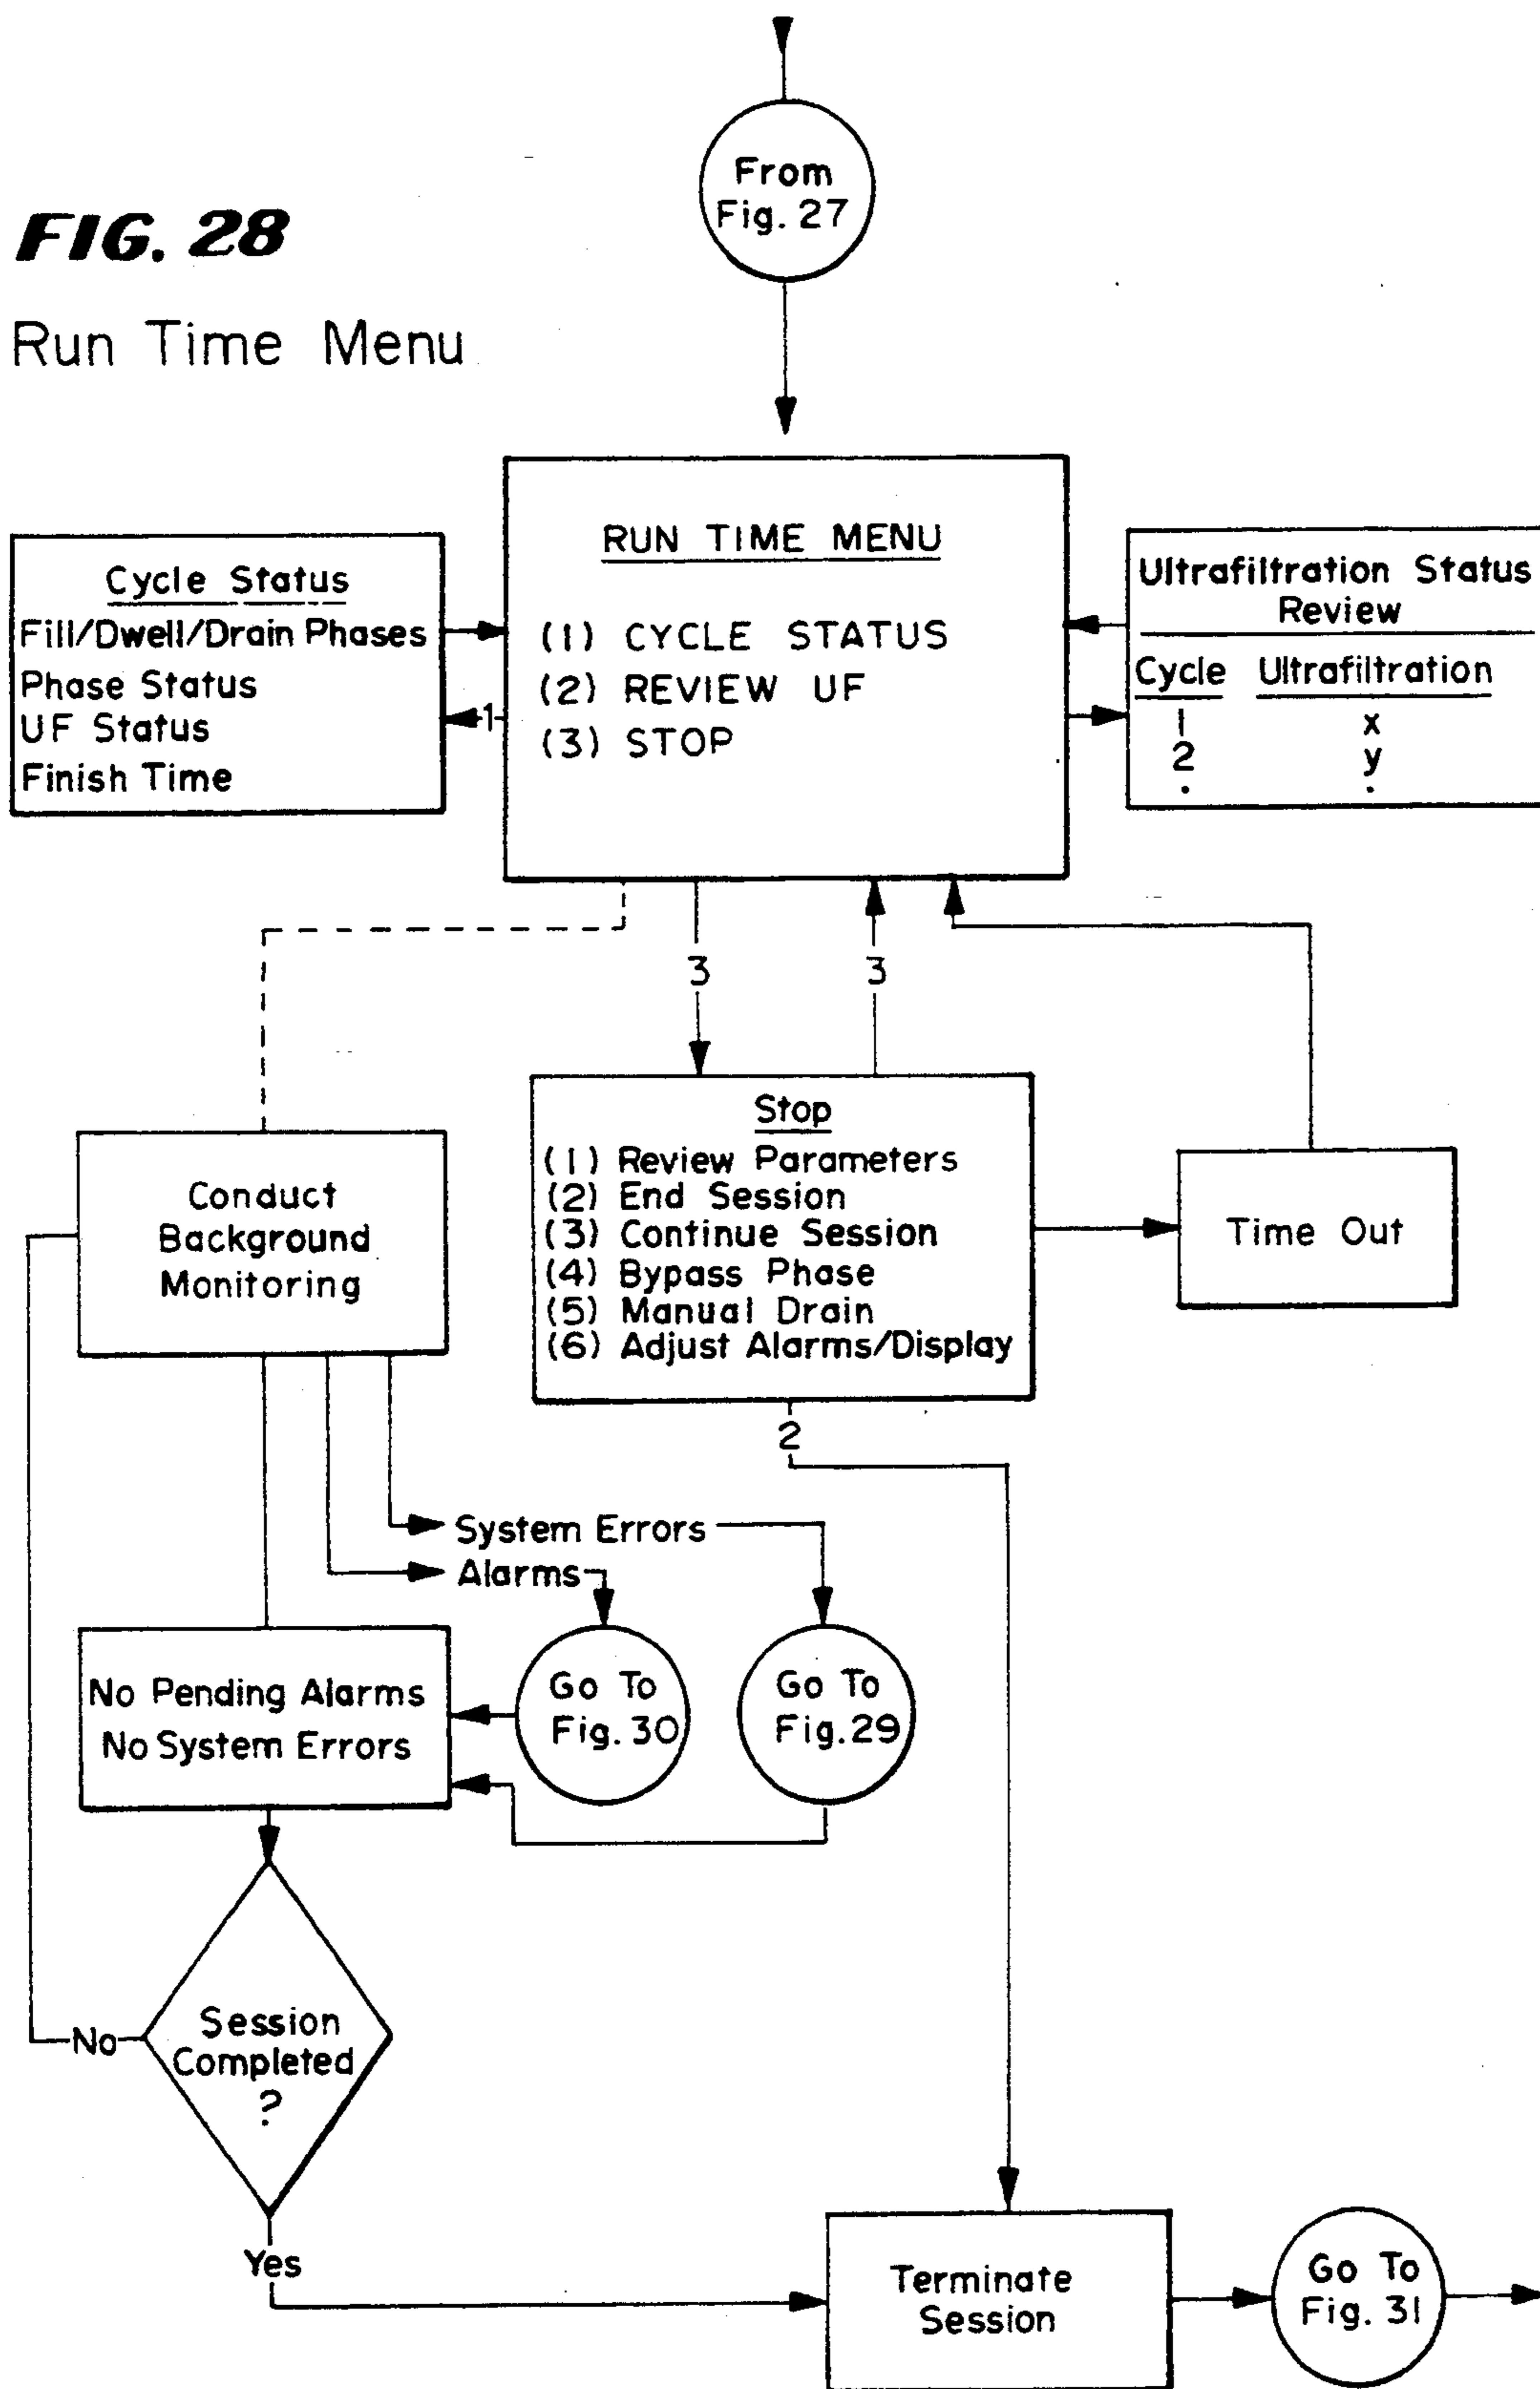 From
Fig. 27
FIG. 28
Run Time Menu
RUN TIME MENU
(1) CYCLE STATUS
(2) REVIEW UF
(3) STOP
Cycle Status
Fill/Dwell/Drain Phases
Phase Status
UF Status
Finish Time
1
Ultrafiltration Status
Review
Cycle Ultrafiltration
1 x
2 y
. .
3
3
Stop
(1) Review Parameters
(2) End Session
(3) Continue Session
(4) Bypass Phase
(5) Manual Drain
(6) Adjust Alarms/Display
Time Out
Conduct
Background
Monitoring
2
System Errors
Alarms
No Pending Alarms
No System Errors
Go To
Fig. 30
Go To
Fig. 29
Session
Completed
?
No
Yes
Terminate
Session
Go To
Fig. 31